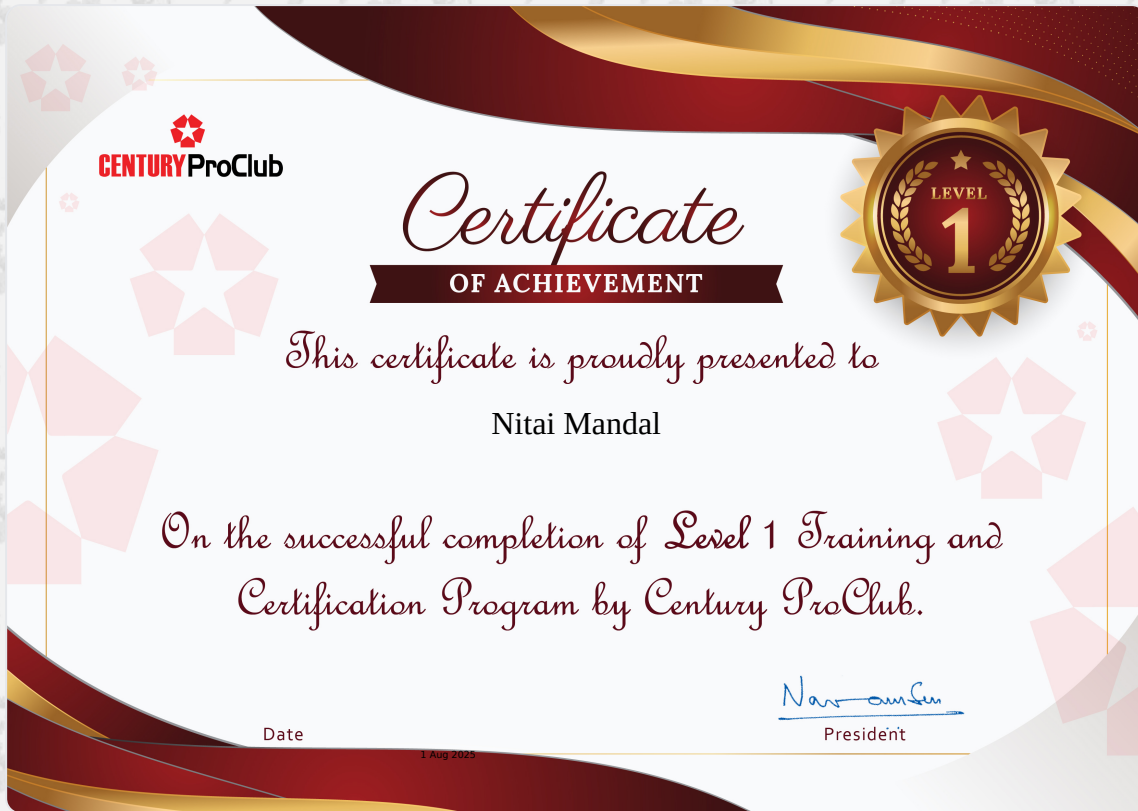 CENTURY ProClub
Certificate
OF ACHIEVEMENT
LEVEL
1
This certificate is proudly presented to
Nitai Mandal
On the successful completion of Level 1 Training and
Certification Program by Century ProClub.
Date
President
1 Aug 2025